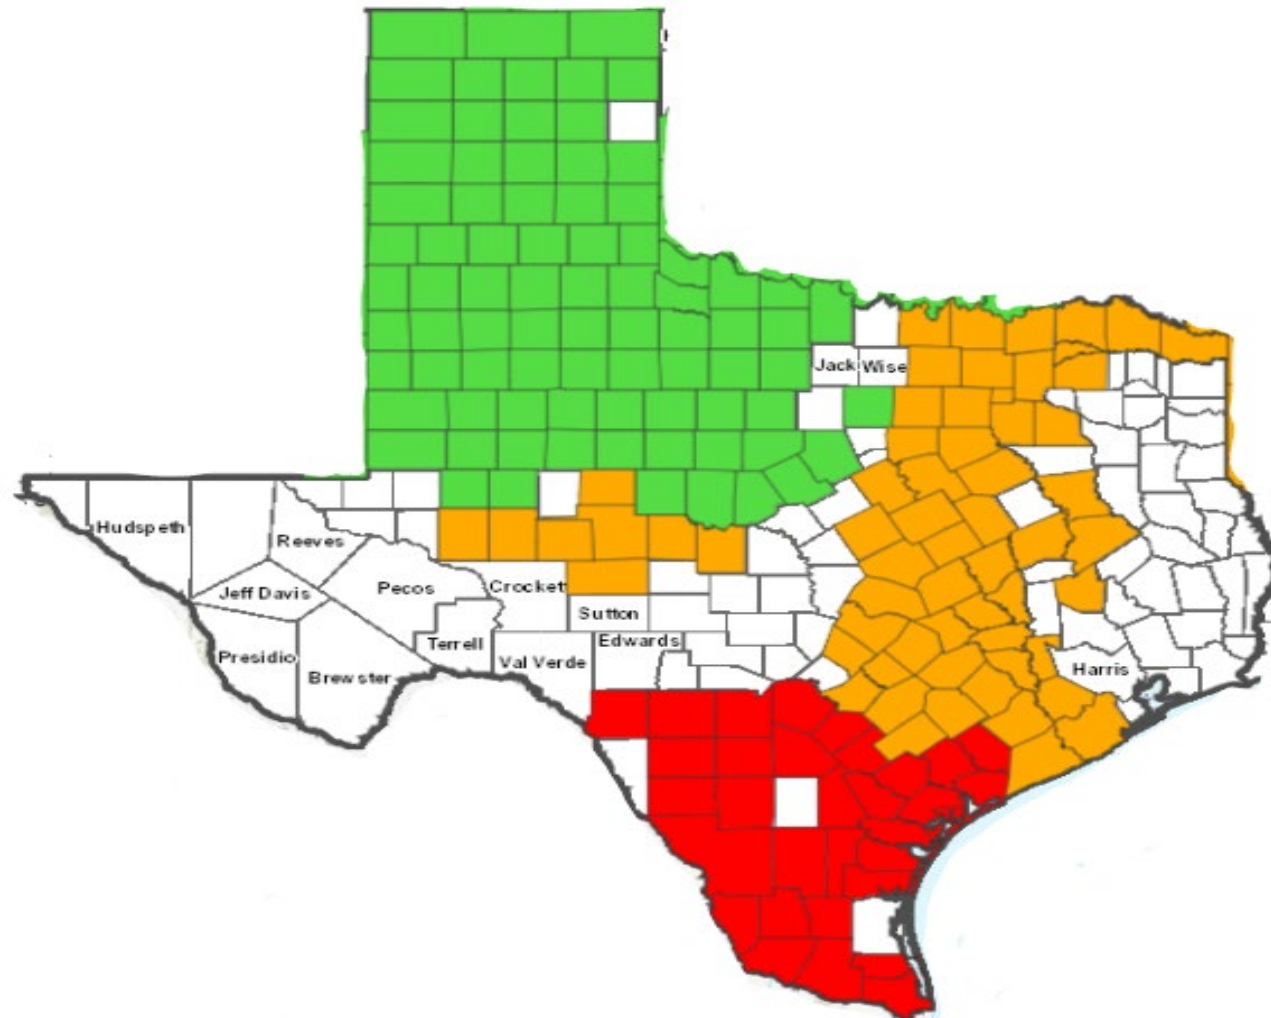 Jack Wise
Hudspeth
Reeves
Jeff Davis
Pecos
Crockett
Sutton
Presidio
Terrell
Edwards
Val Verde
Brewster
Harris